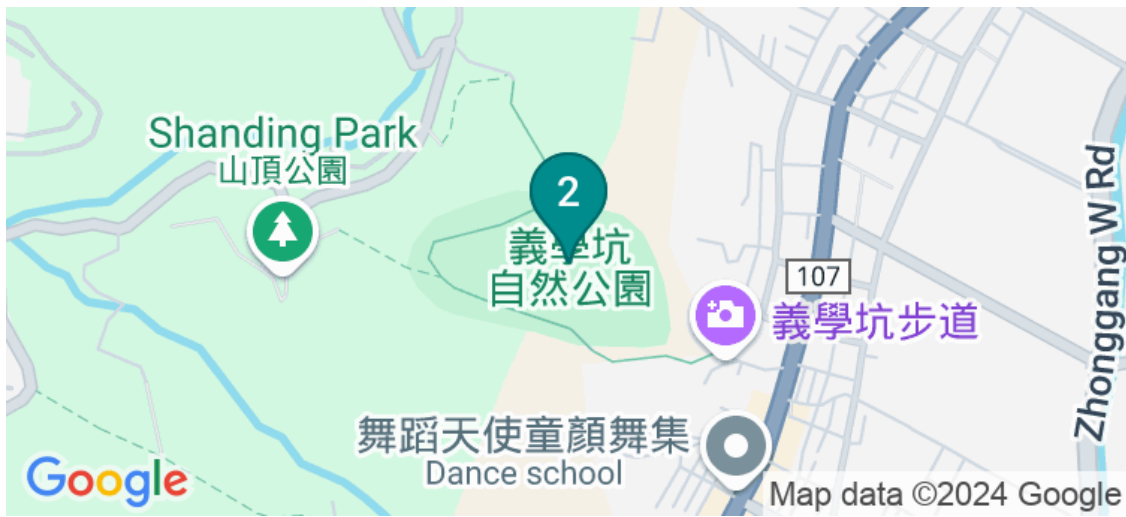 Shanding Park
山頂公園
2
義學坑
自然公園
107
義學坑步道
Zhonggang W Rd
舞蹈天使童顏舞集
Dance school
Google
Map data ©2024 Google